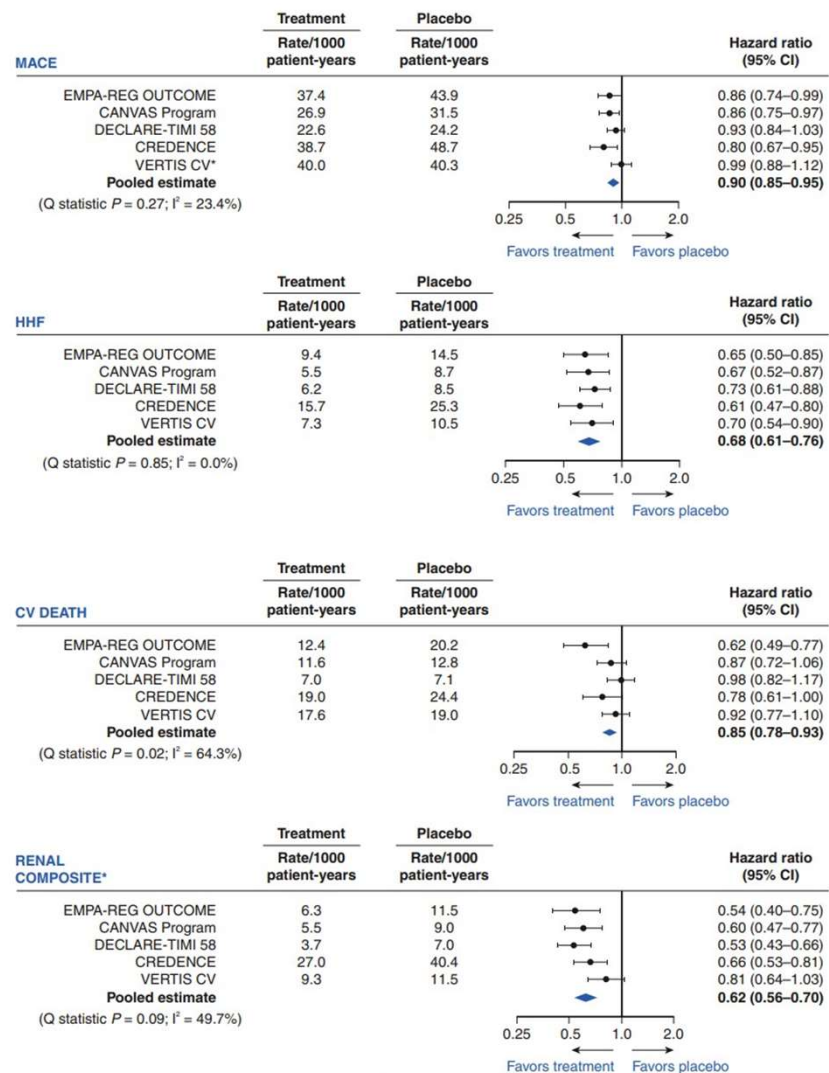 Treatment Placebo
Rate/1000 patient-years Rate/1000 patient-years Hazard ratio (95% CI)
MACE
EMPA-REG OUTCOME 37.4 43.9 0.86 (0.74–0.99)
CANVAS Program 26.9 31.5 0.86 (0.75–0.97)
DECLARE-TIMI 58 22.6 24.2 0.93 (0.84–1.03)
CREDENCE 38.7 48.7 0.80 (0.67–0.95)
VERTIS CV* 40.0 40.3 0.99 (0.88–1.12)
Pooled estimate 0.90 (0.85–0.95)
(Q statistic P = 0.27; I² = 23.4%)
0.25 0.5 1.0 2.0
Favors treatment Favors placebo
Treatment Placebo
Rate/1000 patient-years Rate/1000 patient-years Hazard ratio (95% CI)
HHF
EMPA-REG OUTCOME 9.4 14.5 0.65 (0.50–0.85)
CANVAS Program 5.5 8.7 0.67 (0.52–0.87)
DECLARE-TIMI 58 6.2 8.5 0.73 (0.61–0.88)
CREDENCE 15.7 25.3 0.61 (0.47–0.80)
VERTIS CV 7.3 10.5 0.70 (0.54–0.90)
Pooled estimate 0.68 (0.61–0.76)
(Q statistic P = 0.85; I² = 0.0%)
0.25 0.5 1.0 2.0
Favors treatment Favors placebo
Treatment Placebo
Rate/1000 patient-years Rate/1000 patient-years Hazard ratio (95% CI)
CV DEATH
EMPA-REG OUTCOME 12.4 20.2 0.62 (0.49–0.77)
CANVAS Program 11.6 12.8 0.87 (0.72–1.06)
DECLARE-TIMI 58 7.0 7.1 0.98 (0.82–1.17)
CREDENCE 19.0 24.4 0.78 (0.61–1.00)
VERTIS CV 17.6 19.0 0.92 (0.77–1.10)
Pooled estimate 0.85 (0.78–0.93)
(Q statistic P = 0.02; I² = 64.3%)
0.25 0.5 1.0 2.0
Favors treatment Favors placebo
Treatment Placebo
Rate/1000 patient-years Rate/1000 patient-years Hazard ratio (95% CI)
RENAL
COMPOSITE*
EMPA-REG OUTCOME 6.3 11.5 0.54 (0.40–0.75)
CANVAS Program 5.5 9.0 0.60 (0.47–0.77)
DECLARE-TIMI 58 3.7 7.0 0.53 (0.43–0.66)
CREDENCE 27.0 40.4 0.66 (0.53–0.81)
VERTIS CV 9.3 11.5 0.81 (0.64–1.03)
Pooled estimate 0.62 (0.56–0.70)
(Q statistic P = 0.09; I² = 49.7%)
0.25 0.5 1.0 2.0
Favors treatment Favors placebo